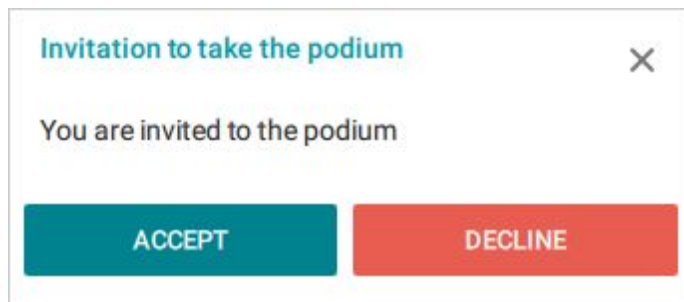 Invitation to take the podium
You are invited to the podium
ACCEPT
DECLINE